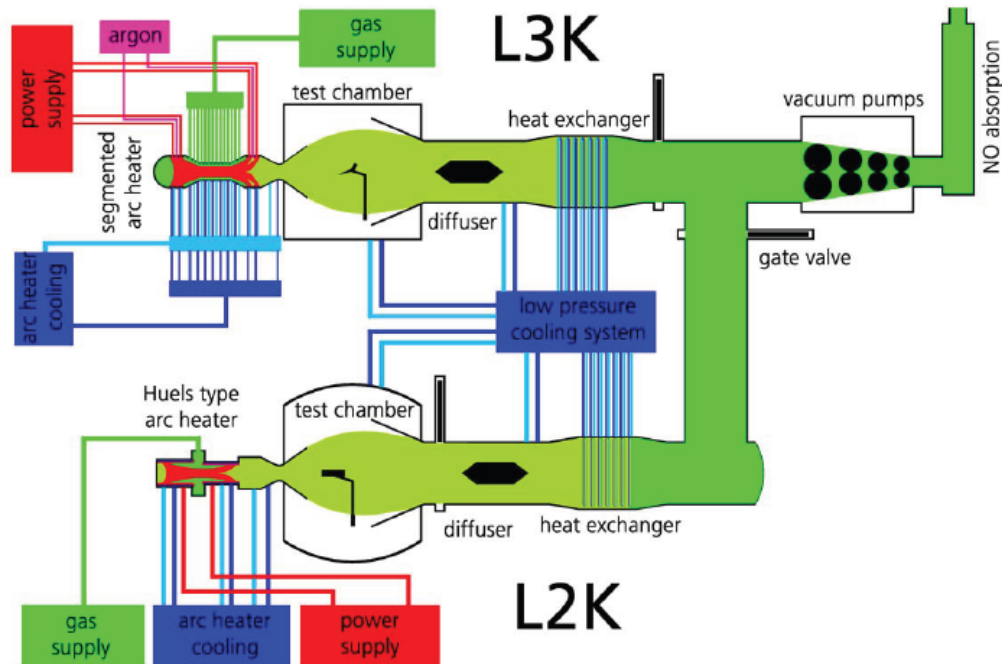 L3K
argon
gas
supply
power
supply
test chamber
heat exchanger
vacuum pumps
NO absorption
segmented
arc heater
diffuser
gate valve
arc heater
cooling
low pressure
cooling system
Huels type
arc heater
test chamber
diffuser
heat exchanger
L2K
gas
supply
arc heater
cooling
power
supply